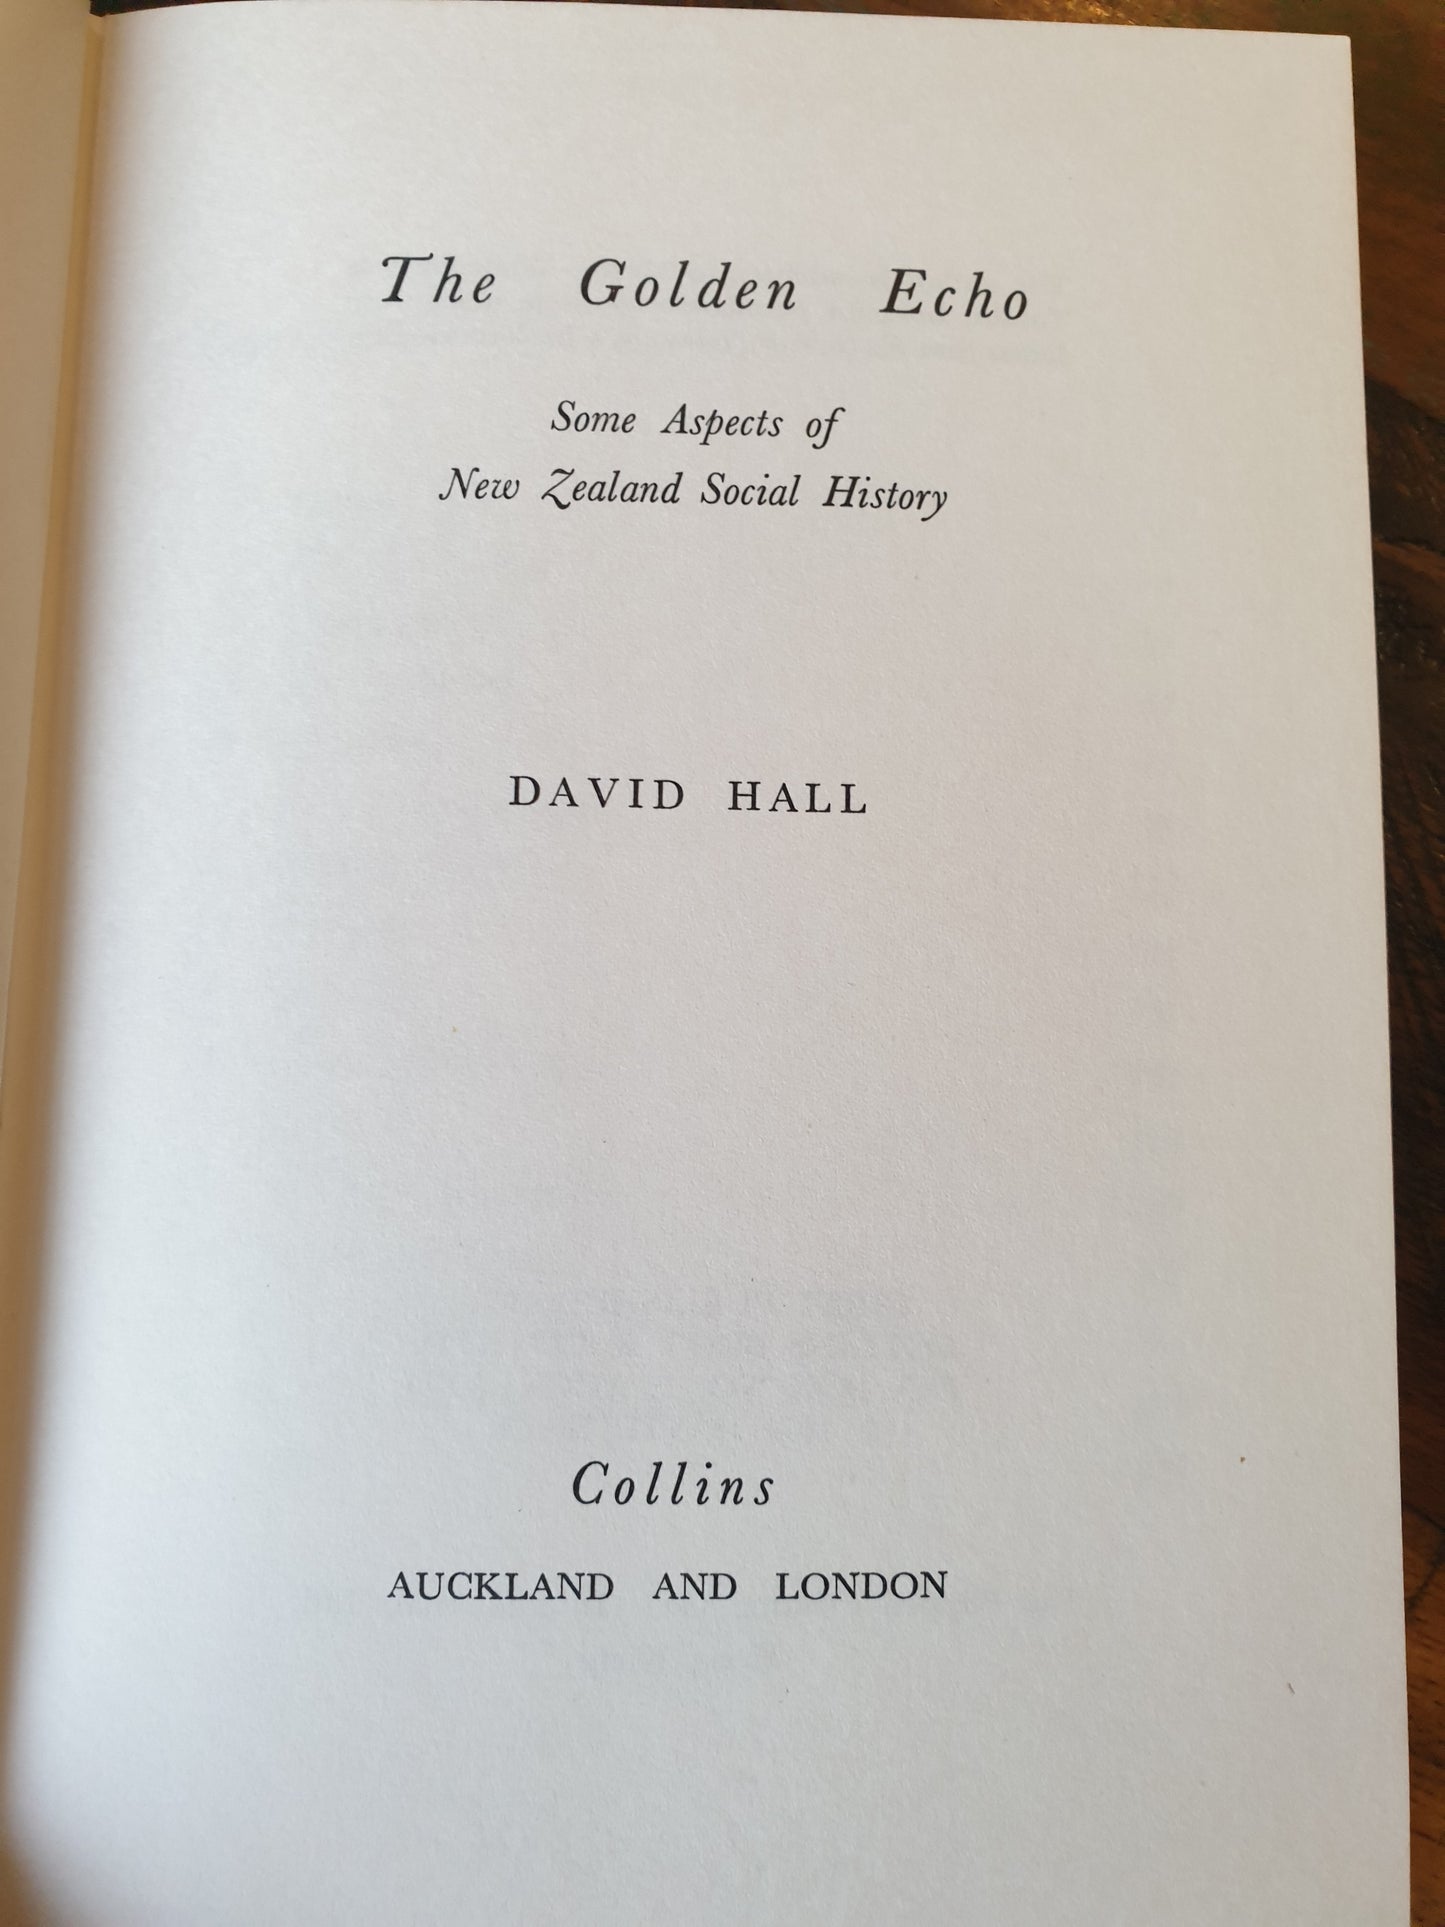 The Golden Echo
Some Aspects of
New Zealand Social History
DAVID HALL
Collins
AUCKLAND AND LONDON